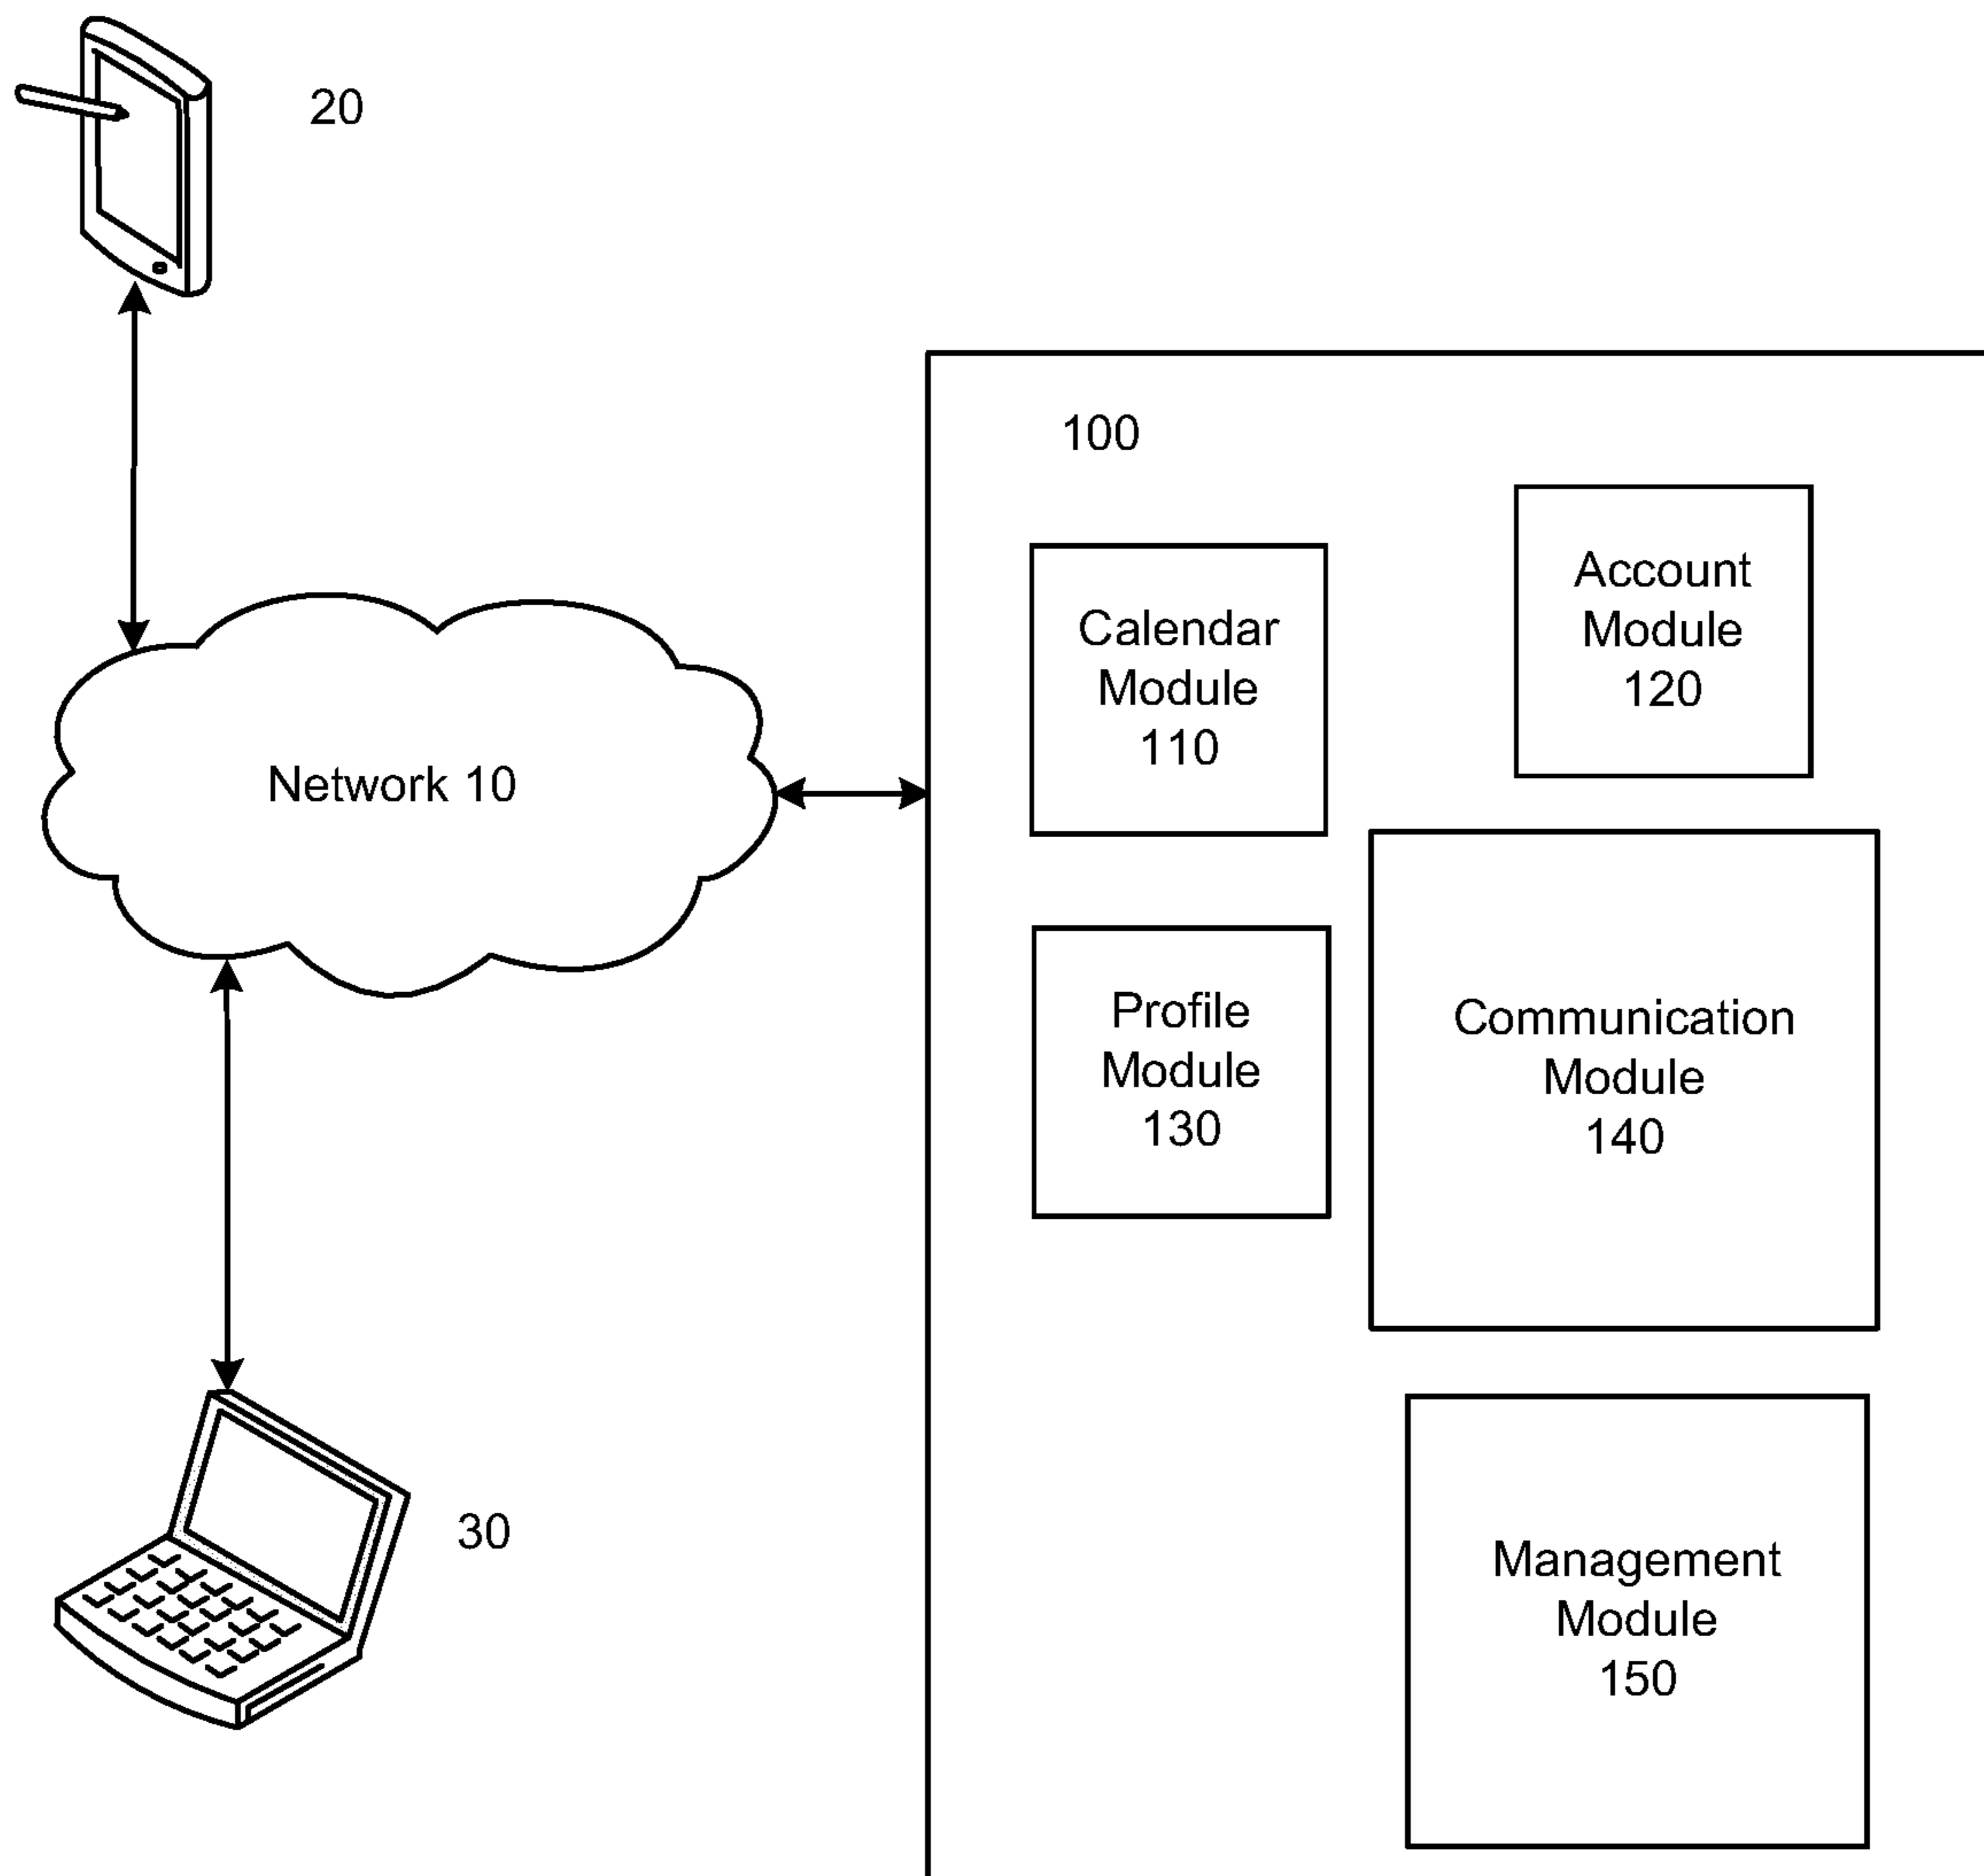 20
100
Account
Module
120
Calendar
Module
110
Network 10
Profile
Module
130
Communication
Module
140
30
Management
Module
150